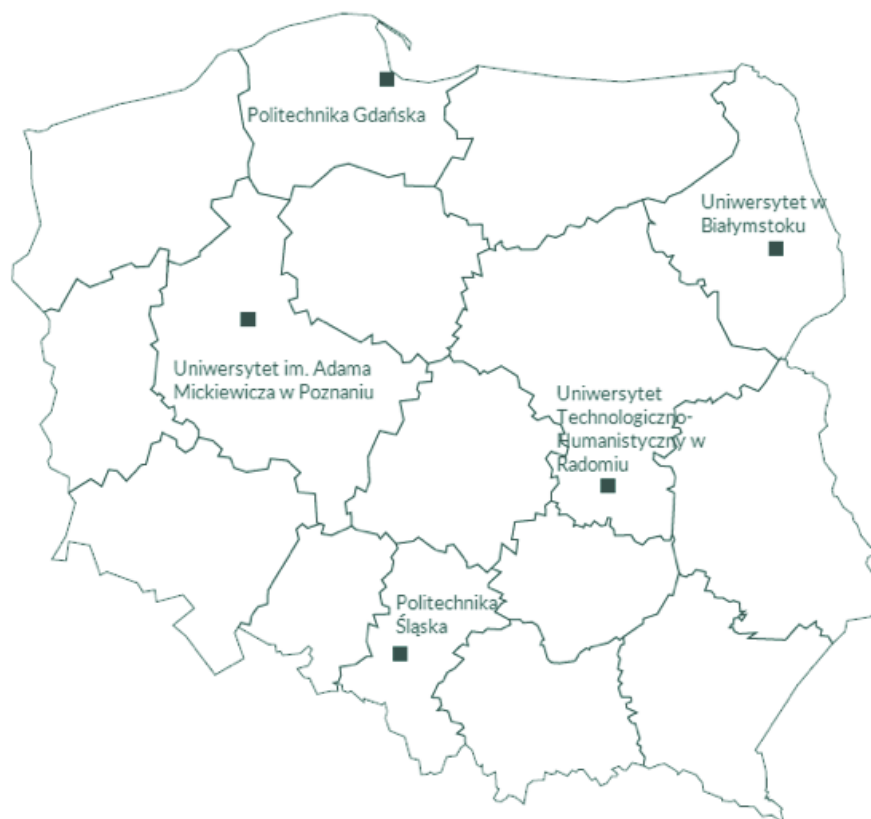 Politechnika Gdańska
Uniwersytet w
Białymstoku
Uniwersytet im. Adama
Mickiewicza w Poznaniu
Uniwersytet
Technologiczno-
Humanistyczny w
Radomiu
Politechnika
Śląska